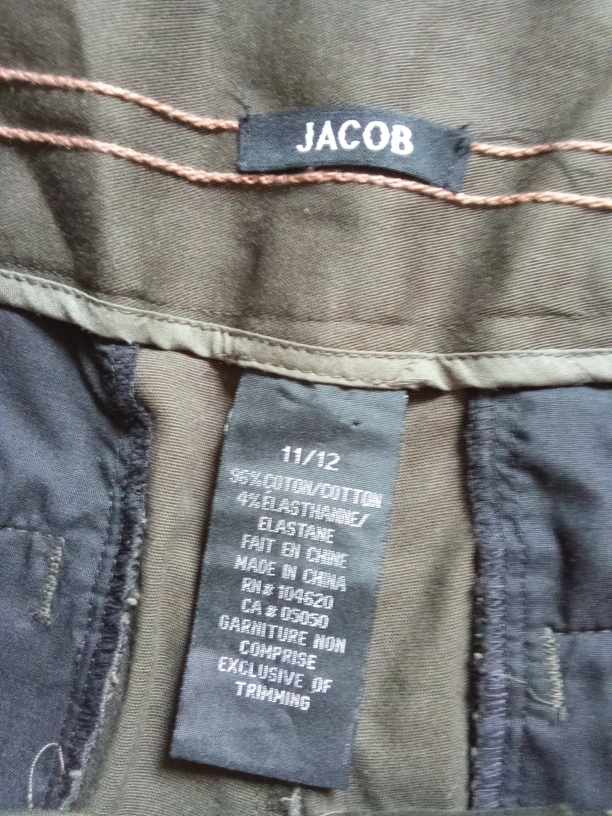 JACOB
11/12
96%COTON/COTTON
4%ÉLASTHANNE/
ELASTANE
FAIT EN CHINE
MADE IN CHINA
RN# 104620
CA # 05050
GARNITURE NON
COMPRISE
EXCLUSIVE OF
TRIMMING